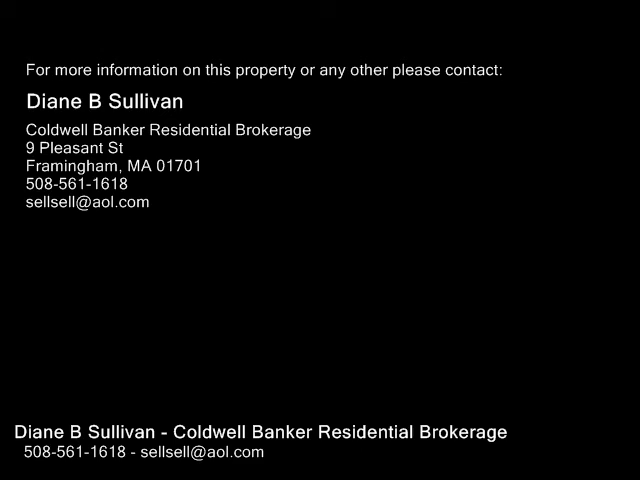 For more information on this property or any other please contact:
Diane B Sullivan
Coldwell Banker Residential Brokerage
9 Pleasant St
Framingham, MA 01701
508-561-1618
sellsell@aol.com
Diane B Sullivan - Coldwell Banker Residential Brokerage
508-561-1618 - sellsell@aol.com